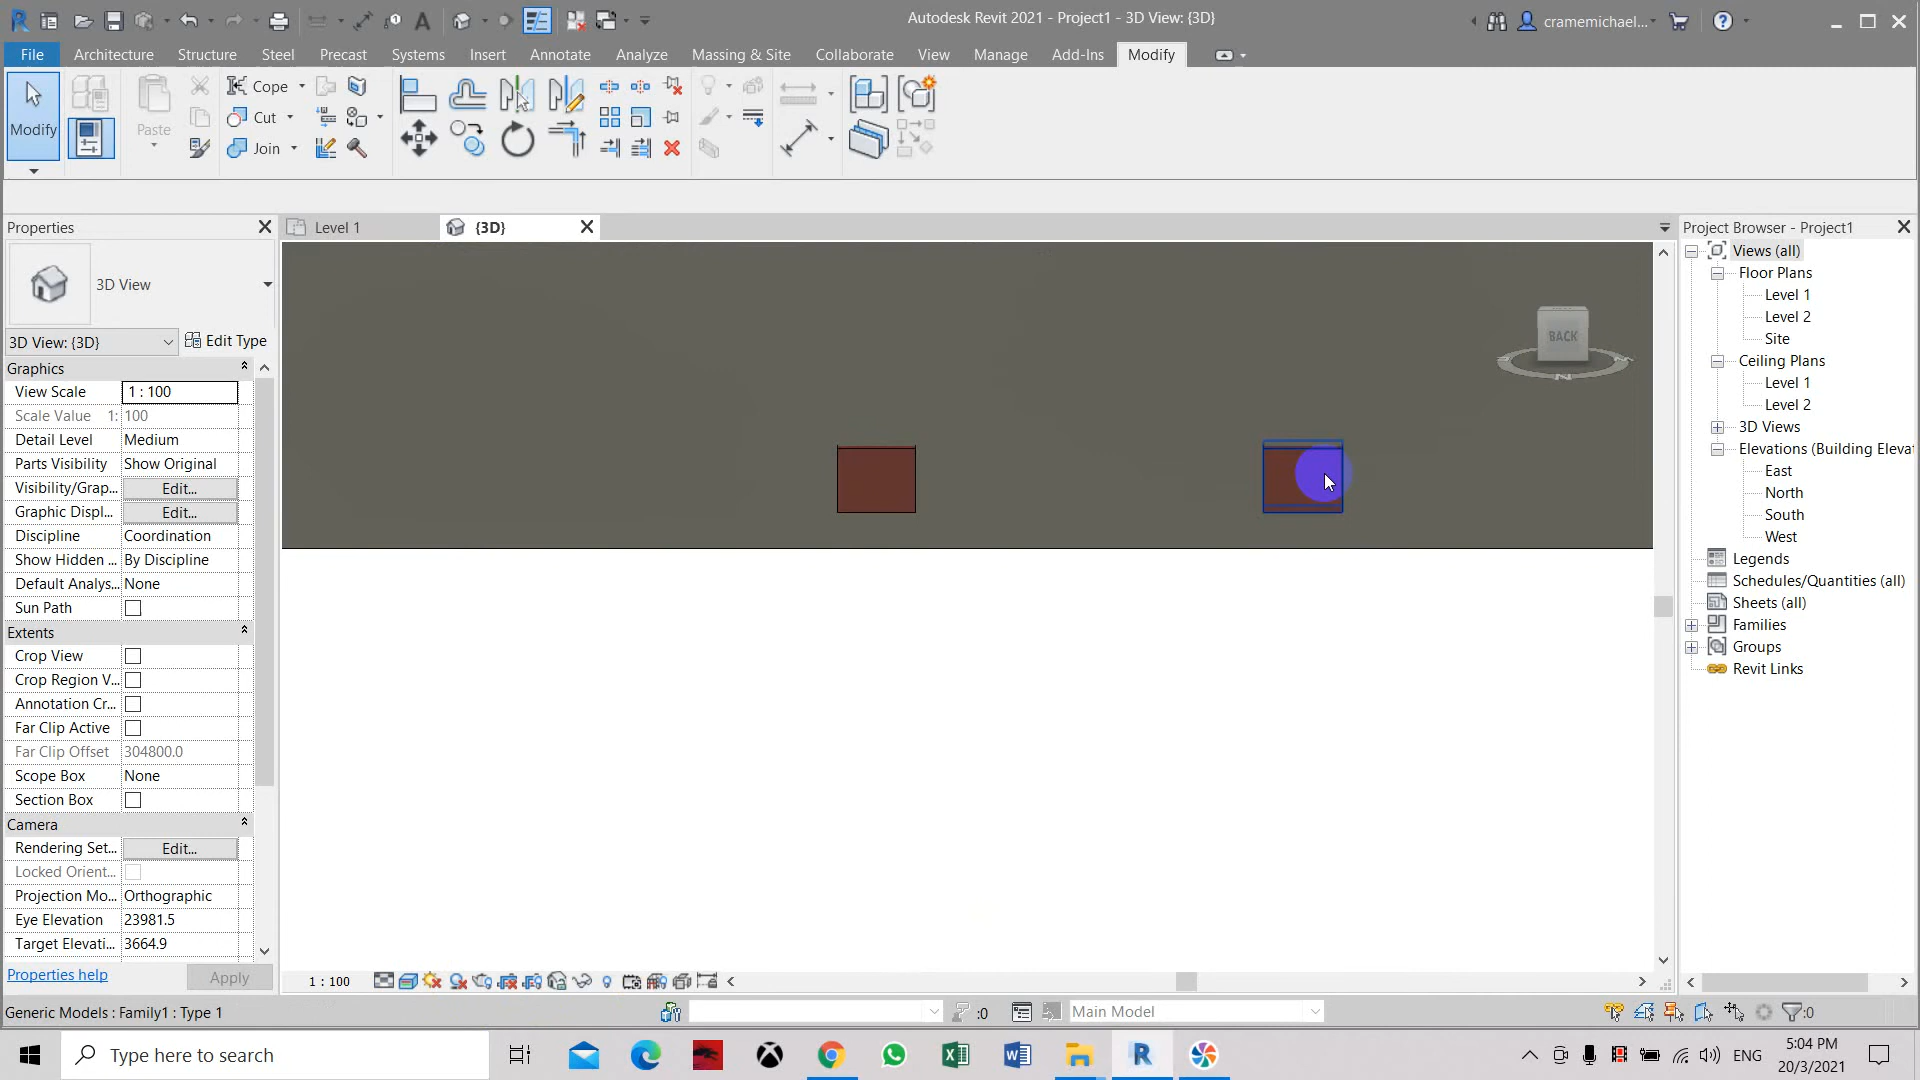 Autodesk Revit 2021 - Project1 - 3D View: {3D}
cramemichael...
File Architecture Structure Steel Precast Systems Insert Annotate Analyze Massing & Site Collaborate View Manage Add-Ins Modify
Modify
Paste
Cope
Cut
Join
Properties
Level 1
{3D}
Project Browser - Project1
3D View
3D View: {3D}
Edit Type
Graphics
View Scale 1 : 100
Scale Value 1: 100
Detail Level Medium
Parts Visibility Show Original
Visibility/Grap... Edit...
Graphic Displ... Edit...
Discipline Coordination
Show Hidden ... By Discipline
Default Analys... None
Sun Path
Extents
Crop View
Crop Region V...
Annotation Cr...
Far Clip Active
Far Clip Offset 304800.0
Scope Box None
Section Box
Camera
Rendering Set... Edit...
Locked Orient...
Projection Mo... Orthographic
Eye Elevation 23981.5
Target Elevati... 3664.9
Properties help
Apply
BACK
Views (all)
Floor Plans
Level 1
Level 2
Site
Ceiling Plans
Level 1
Level 2
3D Views
Elevations (Building Elevat
East
North
South
West
Legends
Schedules/Quantities (all)
Sheets (all)
Families
Groups
Revit Links
1 : 100
Generic Models : Family1 : Type 1
:0
Main Model
:0
Type here to search
ENG
5:04 PM
20/3/2021